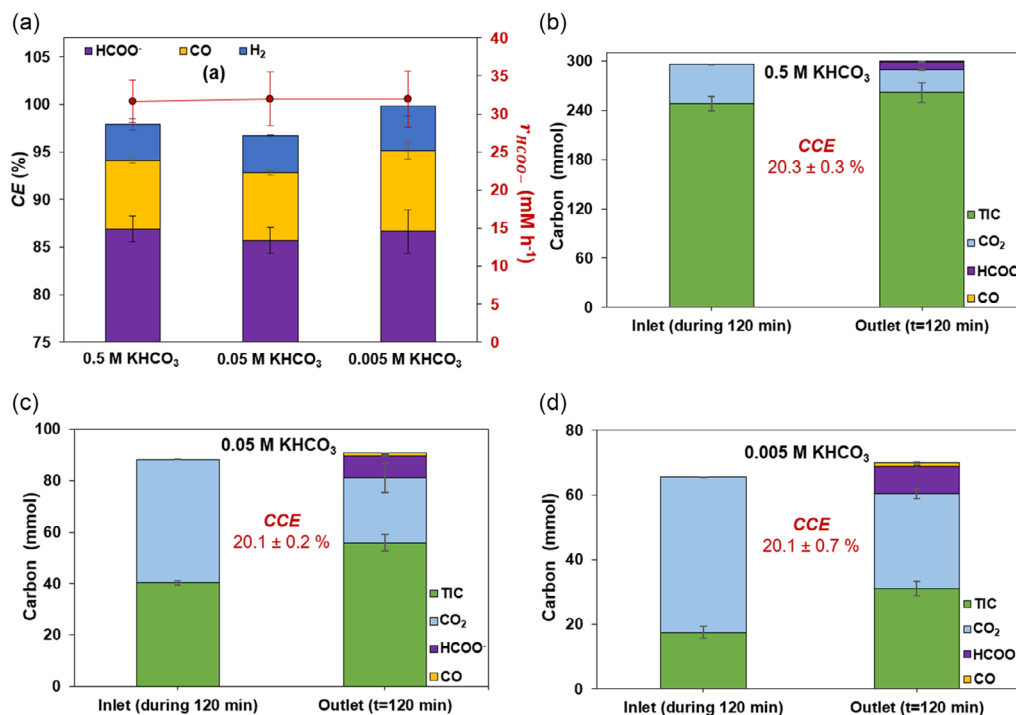 (a)
HCOO⁻ CO H₂
(a)
105
100
95
90
85
80
75
CE (%)
40
35
30
25
20
15
10
5
0
r HCOO− (mM h⁻¹)
0.5 M KHCO₃ 0.05 M KHCO₃ 0.005 M KHCO₃
(b)
0.5 M KHCO₃
300
240
180
120
60
0
Carbon (mmol)
CCE
20.3 ± 0.3 %
TIC
CO₂
HCOO
CO
Inlet (during 120 min) Outlet (t=120 min)
(c)
0.05 M KHCO₃
100
80
60
40
20
0
Carbon (mmol)
CCE
20.1 ± 0.2 %
TIC
CO₂
HCOO⁻
CO
Inlet (during 120 min) Outlet (t=120 min)
(d)
0.005 M KHCO₃
80
60
40
20
0
Carbon (mmol)
CCE
20.1 ± 0.7 %
TIC
CO₂
HCOO
CO
Inlet (during 120 min) Outlet (t=120 min)